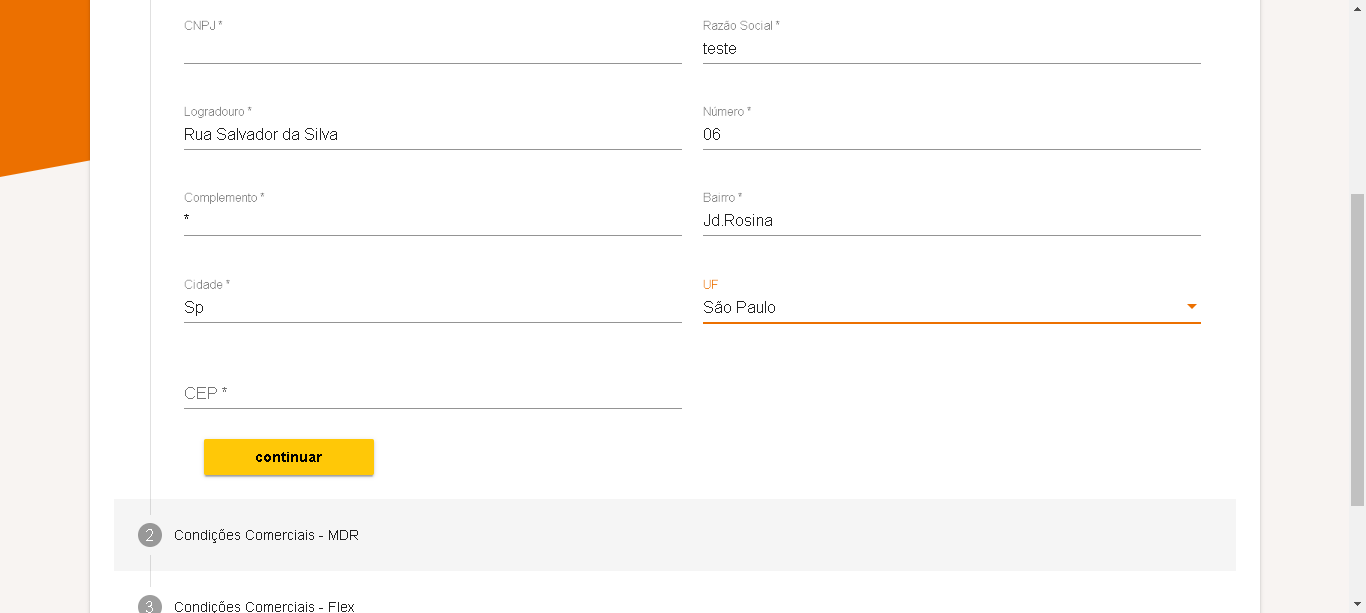 CNPJ *
Razão Social *
teste
Logradouro *
Rua Salvador da Silva
Número *
06
Complemento *
*
Bairro *
Jd.Rosina
Cidade *
Sp
UF
São Paulo
CEP *
continuar
2 Condições Comerciais - MDR
3 Condições Comerciais - Flex